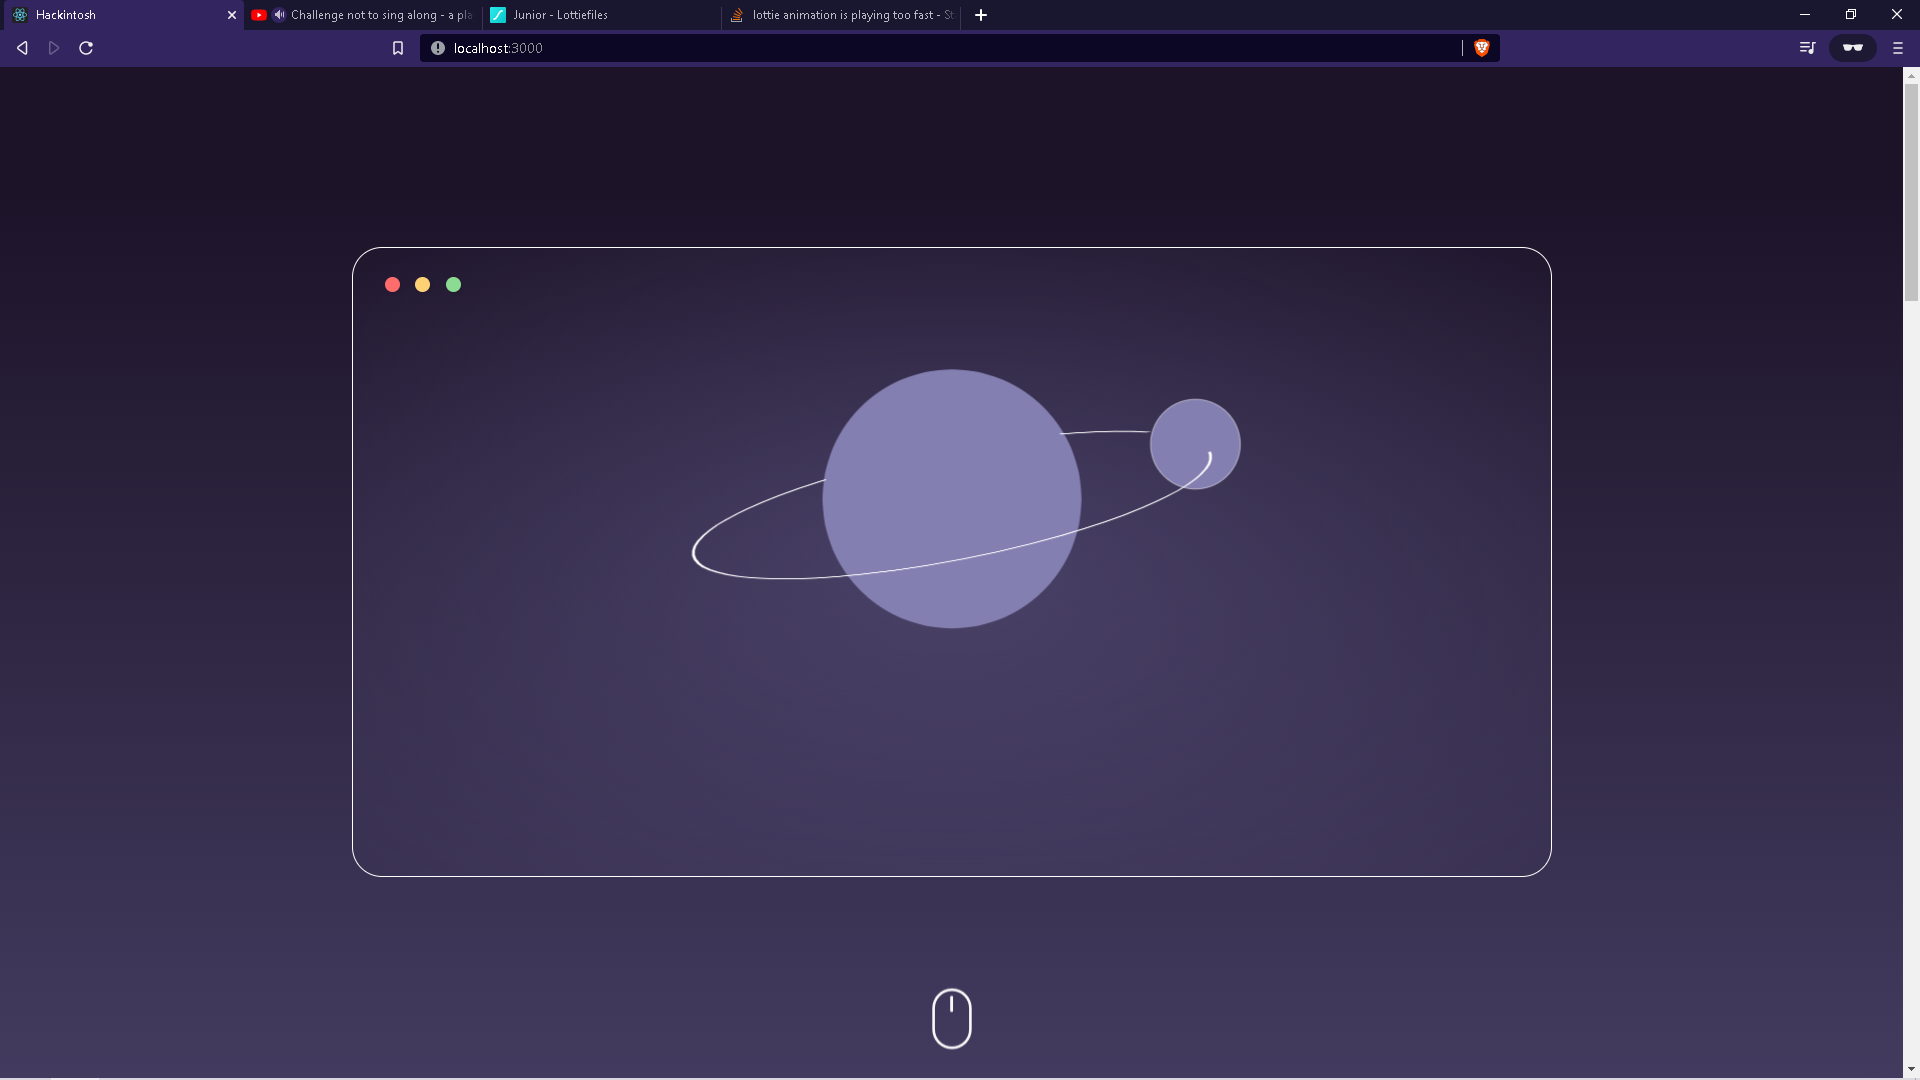 Hackintosh
Challenge not to sing along - a pla
Junior - Lottiefiles
lottie animation is playing too fast - St
localhost:3000